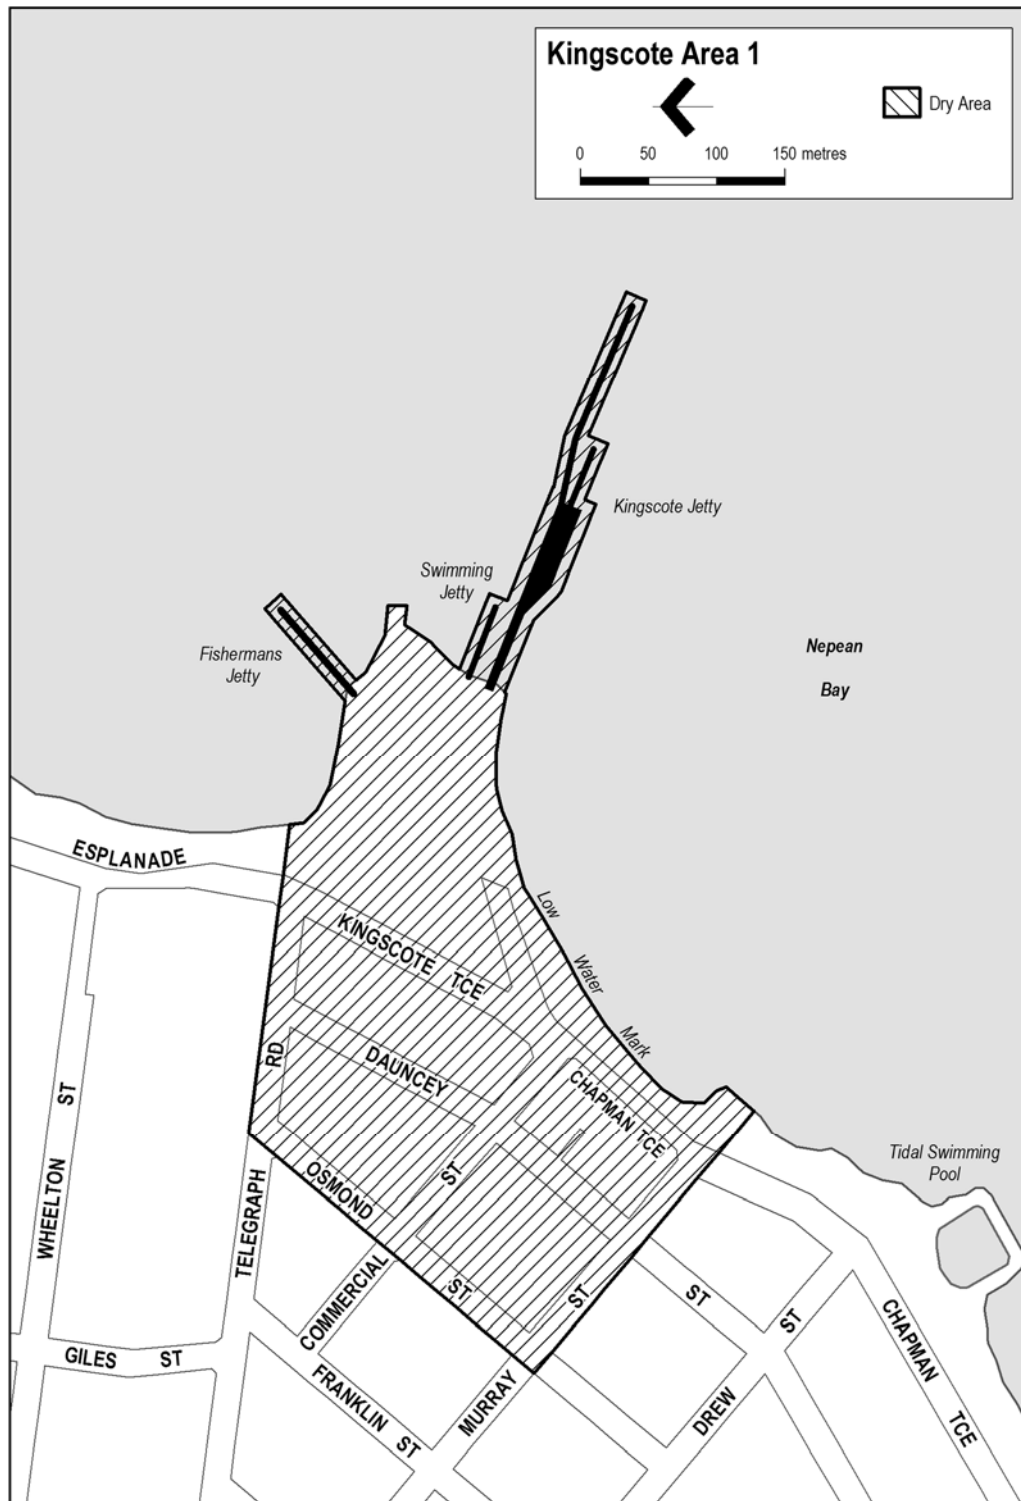 Kingscote Area 1
Dry Area
0 50 100 150 metres
Kingscote Jetty
Swimming
Jetty
Fishermans
Jetty
Nepean
Bay
ESPLANADE
KINGSCOTE TCE
Low
Water
Mark
RD
DAUNCEY
CHAPMAN TCE
WHEELTON ST
ST
OSMOND
TELEGRAPH
Tidal Swimming
Pool
COMMERCIAL
ST
ST
ST
ST
GILES ST
FRANKLIN ST
MURRAY
DREW
CHAPMAN TCE